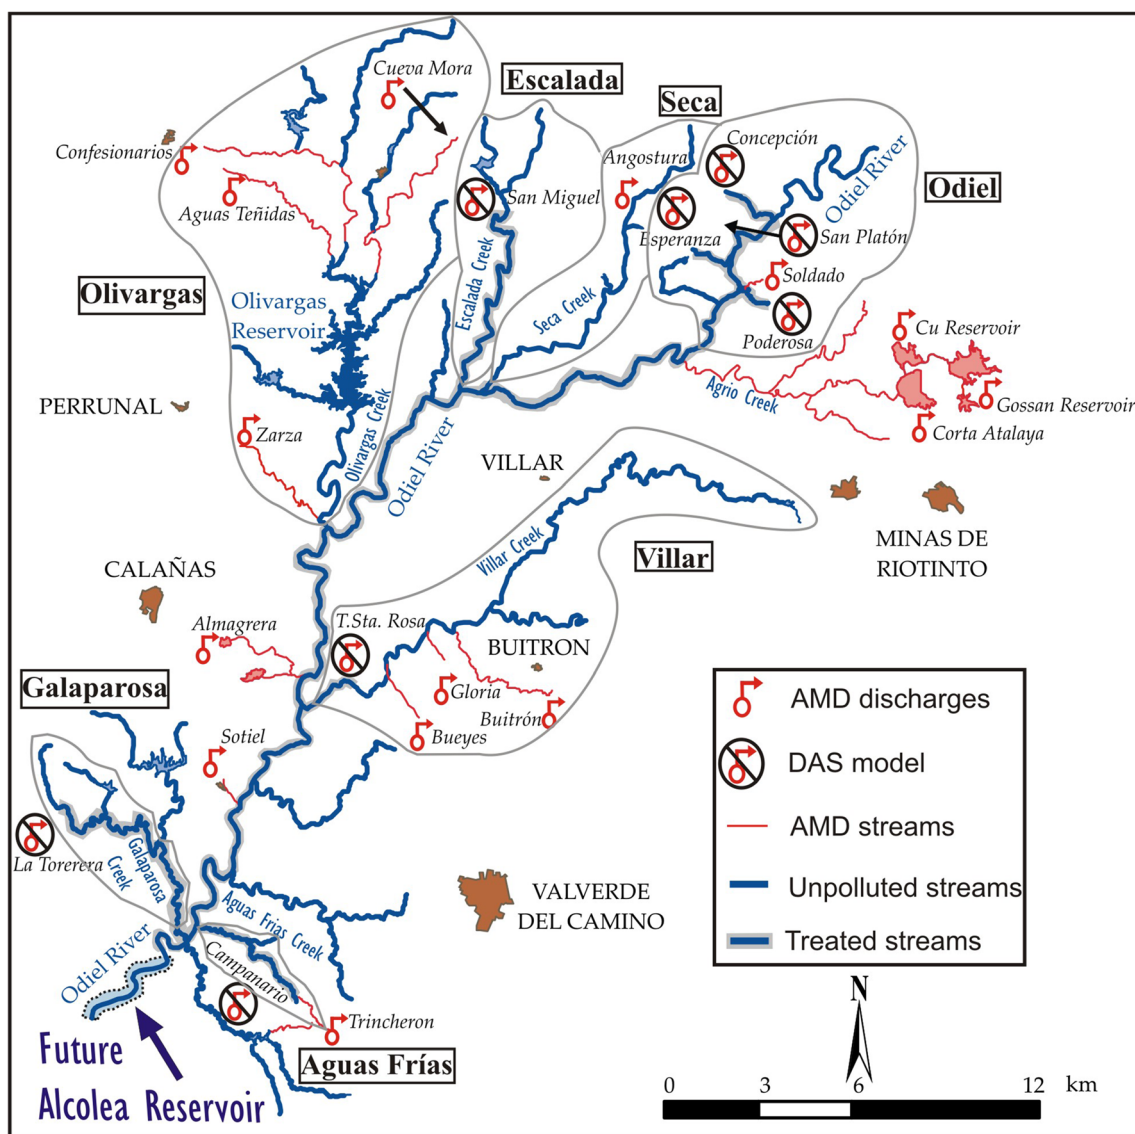 Cueva Mora
Escalada
Seca
Concepción
Confesionarios
Angostura
Odiel River
Odiel
Aguas Teñidas
San Miguel
Esperanza
San Platón
Olivargas
Olivargas
Reservoir
Escalada Creek
Seca Creek
Soldado
Poderosa
Cu Reservoir
Agrio Creek
Gossan Reservoir
Corta Atalaya
PERRUNAL
Zarza
Olivargas Creek
Odiel River
VILLAR
MINAS DE
RIOTINTO
Villar Creek
Villar
CALAÑAS
Almagrera
T.Sta. Rosa
BUITRON
Galaparosa
Gloria
Buitrón
Bueyes
Sotiel
La Torerera
Galaparosa
Creek
Aguas Frias Creek
VALVERDE
DEL CAMINO
Odiel River
Campanario
Trincheron
Aguas Frías
Future
Alcolea Reservoir
AMD discharges
DAS model
AMD streams
Unpolluted streams
Treated streams
N
0 3 6 12 km